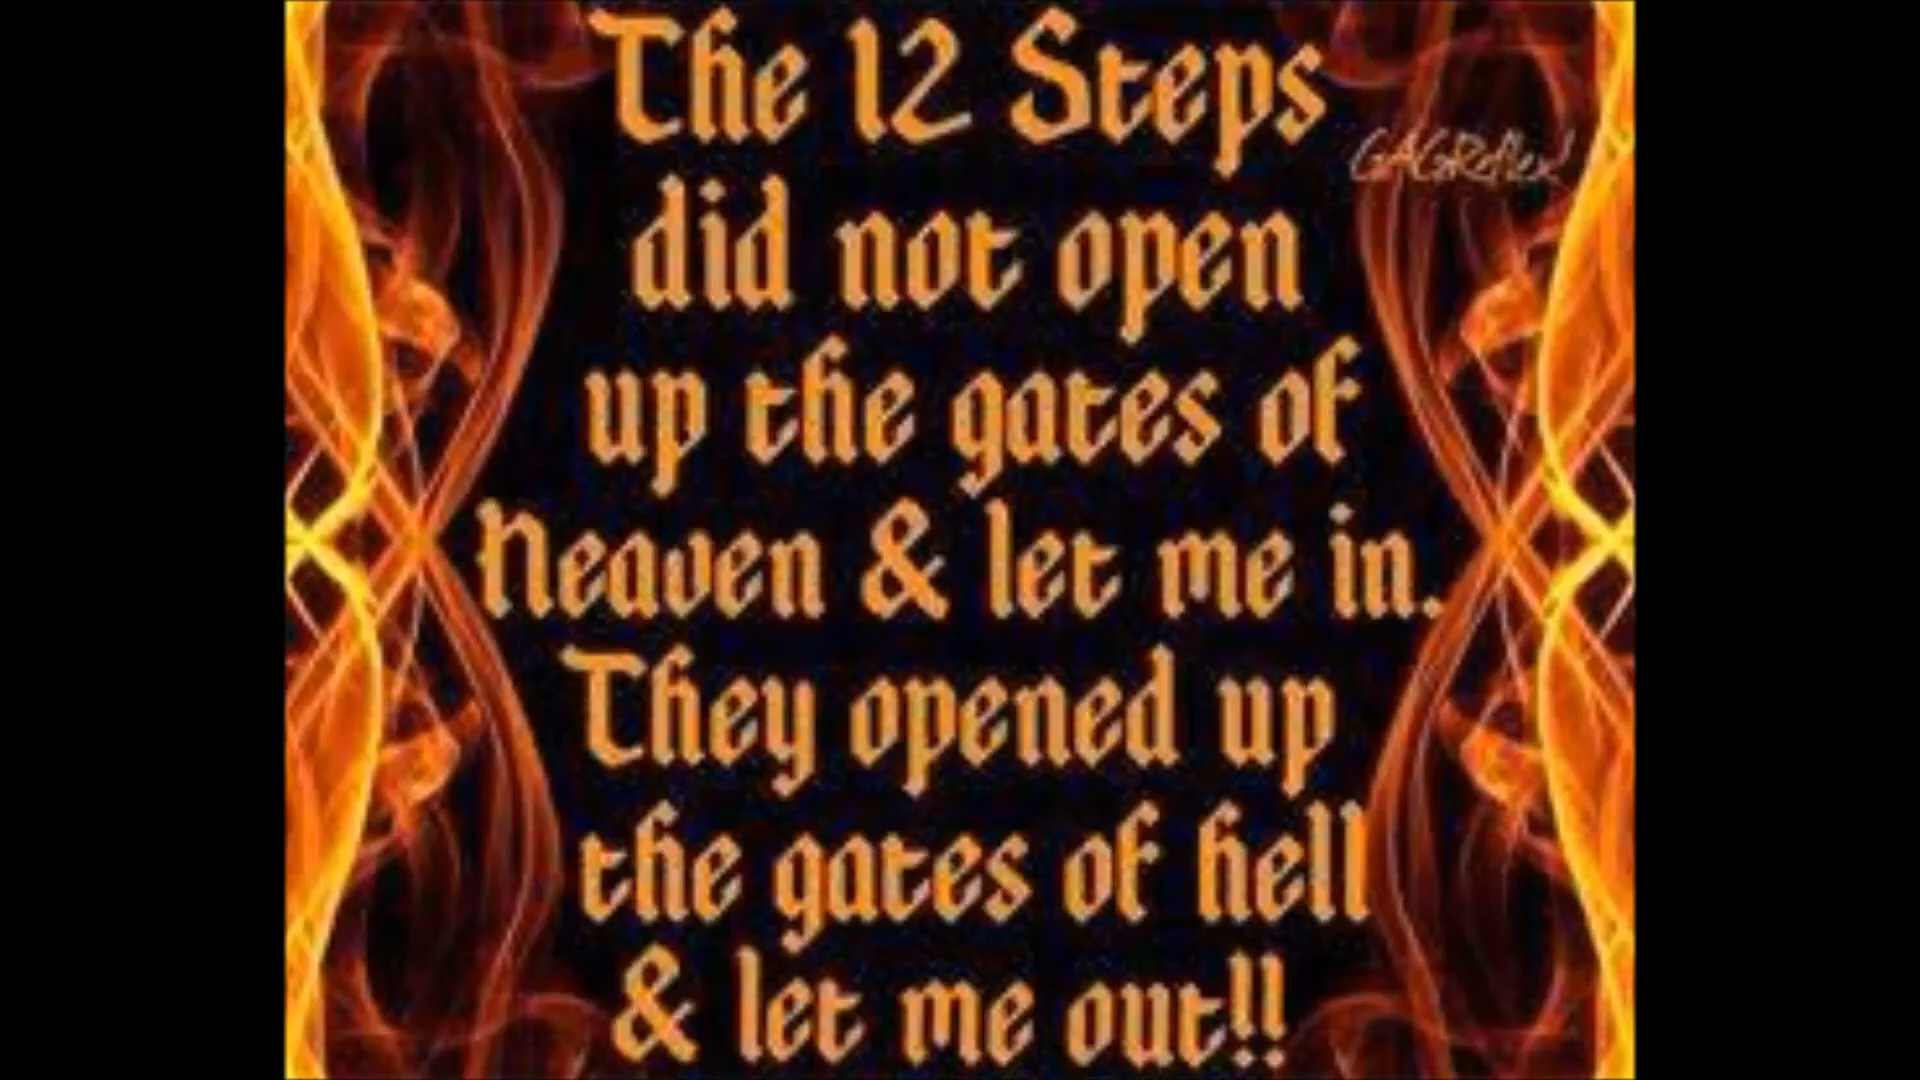 The 12 Steps
GAGReflex
did not open
up the gates of
Heaven & let me in.
They opened up
the gates of hell
& let me out!!